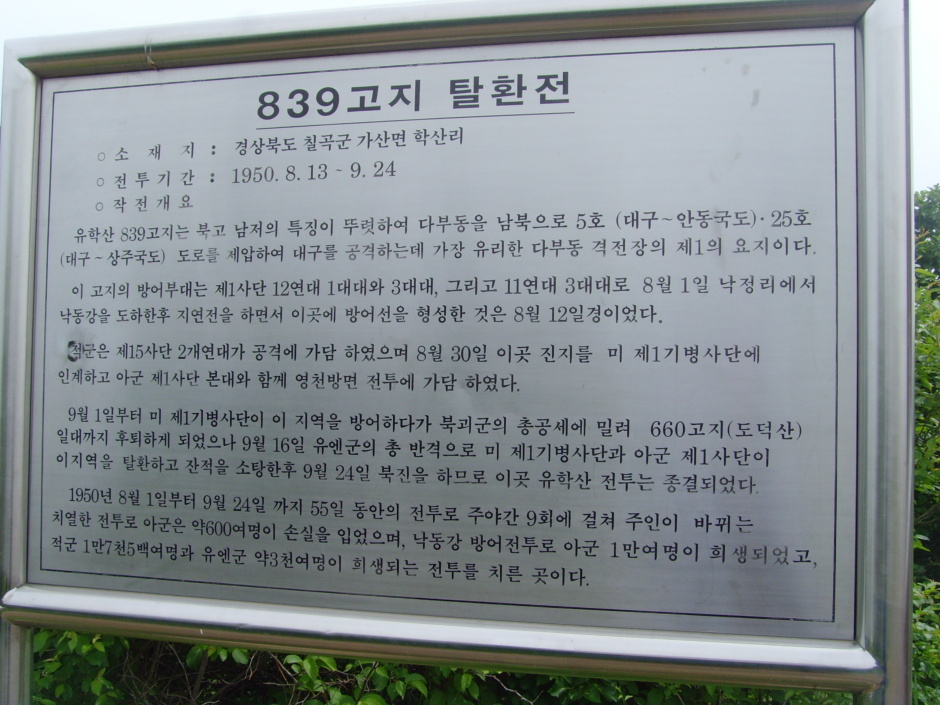 839고지 탈환전
○ 소 재 지 : 경상북도 칠곡군 가산면 학산리
○ 전투기간 : 1950. 8. 13 ~ 9. 24
○ 작전개요
유학산 839고지는 북고 남저의 특징이 뚜렷하여 다부동을 남북으로 5호 (대구~안동국도)·25호
(대구~상주국도) 도로를 제압하여 대구를 공격하는데 가장 유리한 다부동 격전장의 제1의 요지이다.
이 고지의 방어부대는 제1사단 12연대 1대대와 3대대, 그리고 11연대 3대대로 8월 1일 낙정리에서
낙동강을 도하한후 지연전을 하면서 이곳에 방어선을 형성한 것은 8월 12일경이었다.
적군은 제15사단 2개연대가 공격에 가담 하였으며 8월 30일 이곳 진지를 미 제1기병사단에
인계하고 아군 제1사단 본대와 함께 영천방면 전투에 가담 하였다.
9월 1일부터 미 제1기병사단이 이 지역을 방어하다가 북괴군의 총공세에 밀려 660고지(도덕산)
일대까지 후퇴하게 되었으나 9월 16일 유엔군의 총 반격으로 미 제1기병사단과 아군 제1사단이
이지역을 탈환하고 잔적을 소탕한후 9월 24일 북진을 하므로 이곳 유학산 전투는 종결되었다.
1950년 8월 1일부터 9월 24일 까지 55일 동안의 전투로 주야간 9회에 걸쳐 주인이 바뀌는
치열한 전투로 아군은 약600여명이 손실을 입었으며, 낙동강 방어전투로 아군 1만여명이 희생되었고,
적군 1만7천5백여명과 유엔군 약3천여명이 희생되는 전투를 치른 곳이다.